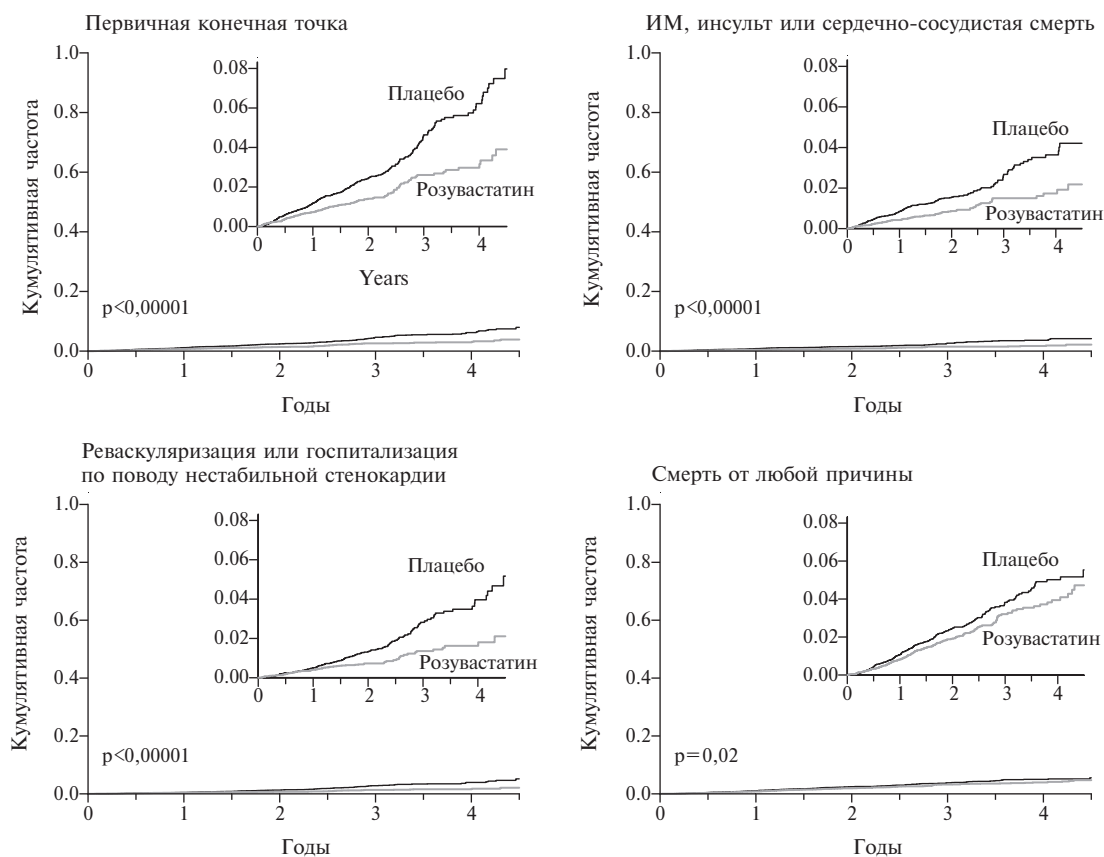 Первичная конечная точка
Кумулятивная частота
1.0
0.8
0.6
0.4
0.2
0.0
0.08
0.06
0.04
0.02
0.00
Плацебо
Розувастатин
0 1 2 3 4
Years
p<0,00001
0 1 2 3 4
Годы
ИМ, инсульт или сердечно-сосудистая смерть
Кумулятивная частота
1.0
0.8
0.6
0.4
0.2
0.0
0.08
0.06
0.04
0.02
0.00
Плацебо
Розувастатин
0 1 2 3 4
p<0,00001
0 1 2 3 4
Годы
Реваскуляризация или госпитализация
по поводу нестабильной стенокардии
Кумулятивная частота
1.0
0.8
0.6
0.4
0.2
0.0
0.08
0.06
0.04
0.02
0.00
Плацебо
Розувастатин
0 1 2 3 4
p<0,00001
0 1 2 3 4
Годы
Смерть от любой причины
Кумулятивная частота
1.0
0.8
0.6
0.4
0.2
0.0
0.08
0.06
0.04
0.02
0.00
Плацебо
Розувастатин
0 1 2 3 4
p=0,02
0 1 2 3 4
Годы